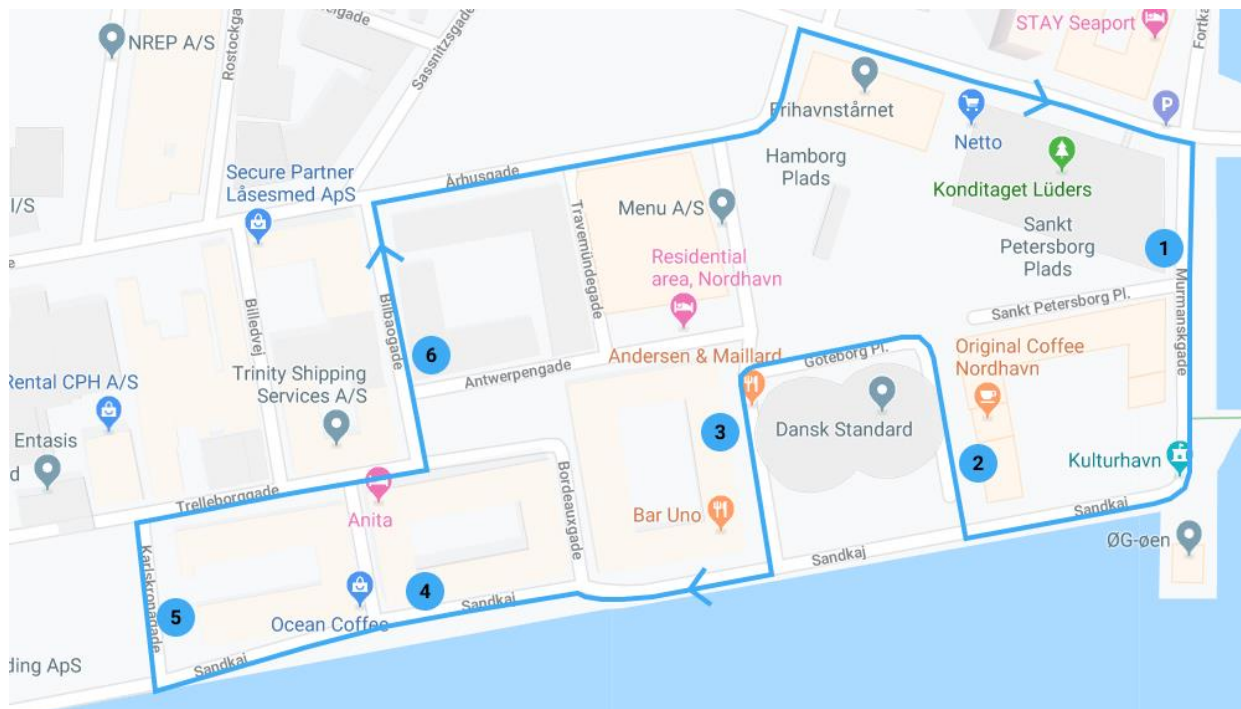 NREP A/S
Rostockga
gade
Sassnitzsgade
STAY Seaport
Fortka
P
Frihavnstårnet
Netto
Hamborg
Plads
Konditaget Lüders
Sankt
Petersborg
Plads
1
Murmanskgade
Sankt Petersborg Pl.
Secure Partner
Låsesmed ApS
Århusgade
I/S
e
Travemündegade
Menu A/S
Residential
area, Nordhavn
Billedvej
Bilbaogade
6
Antwerpengade
Andersen & Maillard
Göteborg Pl.
Original Coffee
Nordhavn
Rental CPH A/S
Trinity Shipping
Services A/S
Entasis
d
3
Dansk Standard
2
Kulturhavn
Trelleborggade
Anita
Bordeauxgade
Bar Uno
Sandkaj
Sandkaj
ØG-øen
Karlskronagade
5
4
Sandkaj
Ocean Coffee
Sandkaj
ding ApS